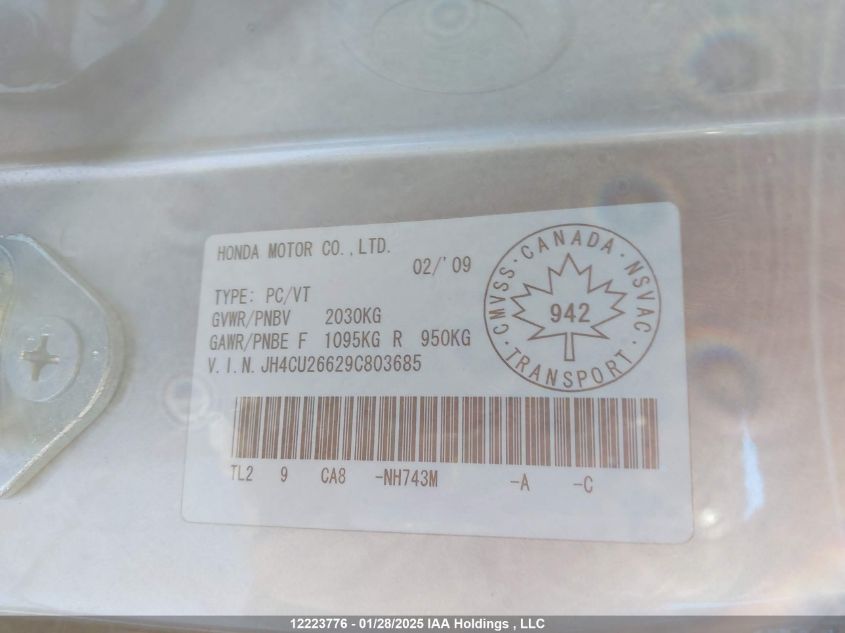 HONDA MOTOR CO.,LTD.
02/'09
TYPE: PC/VT
GVWR/PNBV 2030KG
GAWR/PNBE F 1095KG R 950KG
V.I.N. JH4CU26629C803685
CMVSS · CANADA · NSVAC
942
· TRANSPORT ·
TL2 9 CA8 -NH743M -A -C
12223776 - 01/28/2025 IAA Holdings , LLC